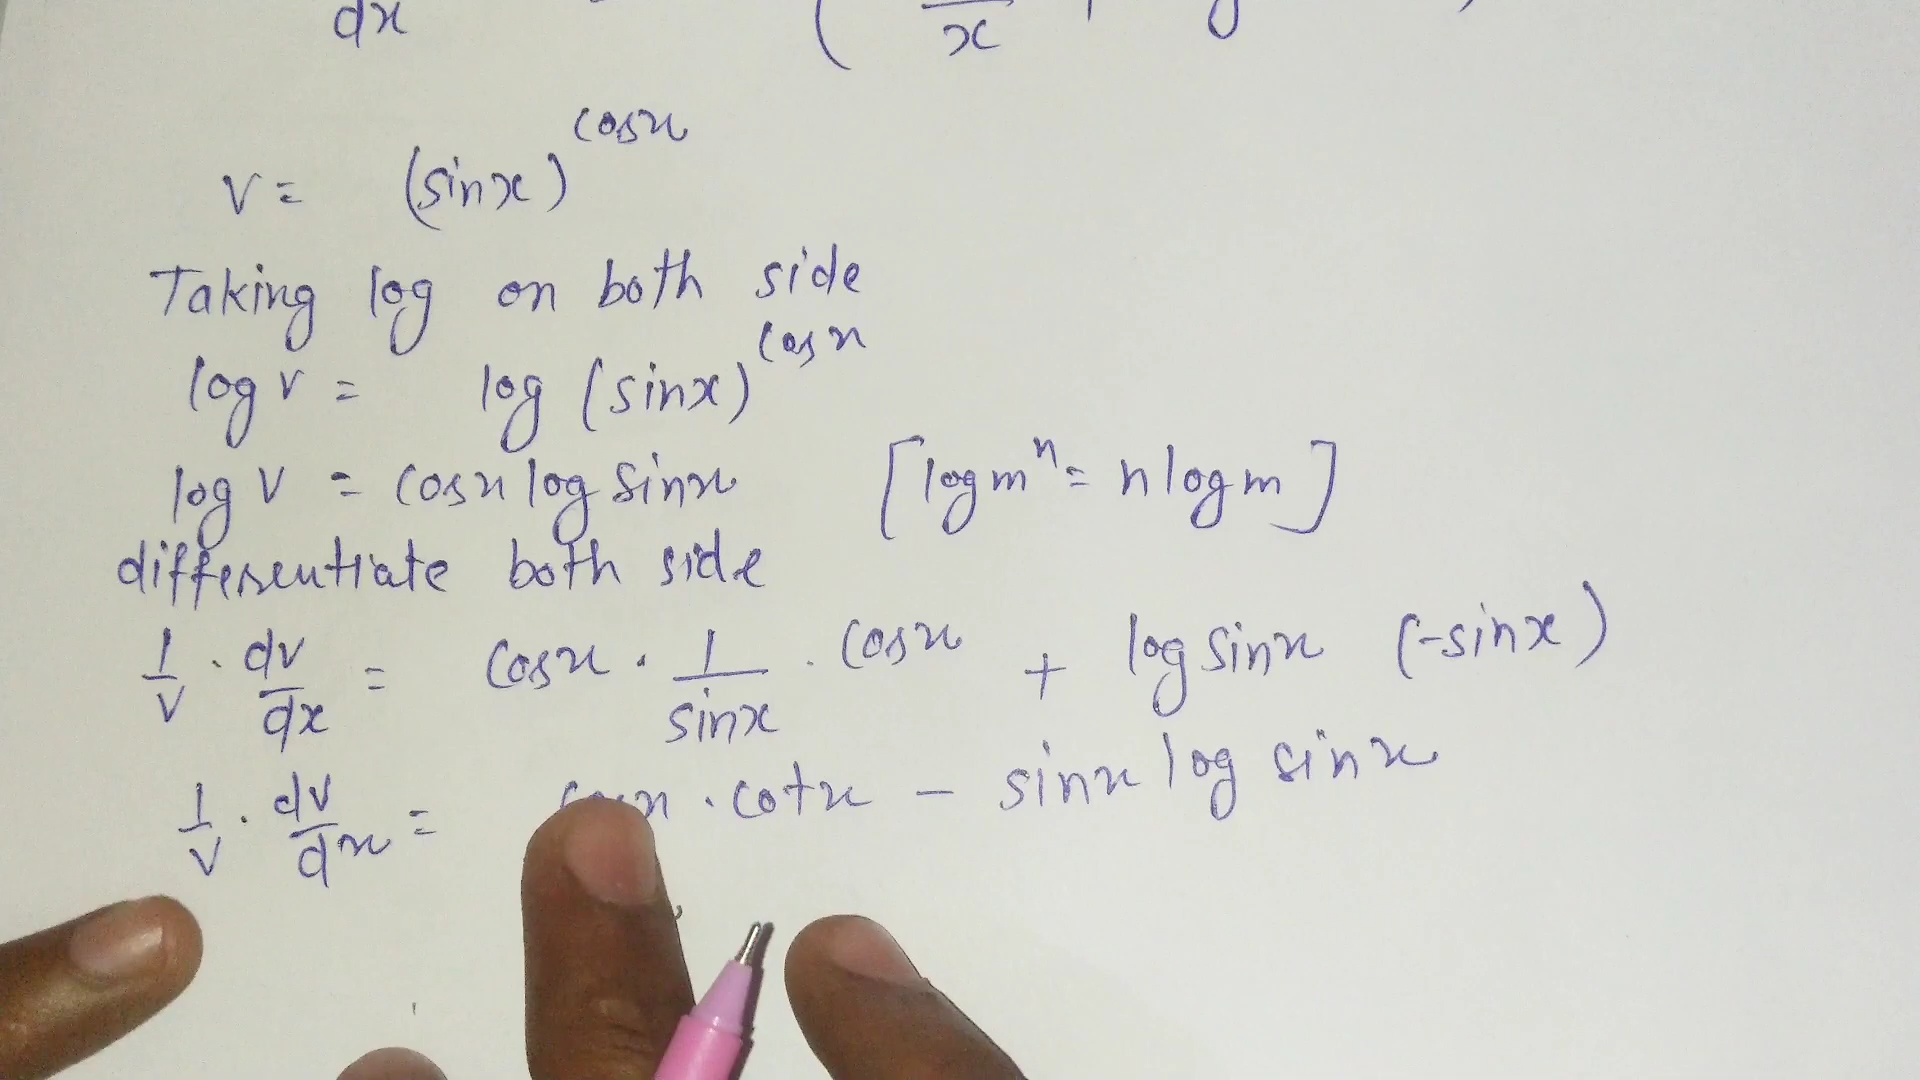 dx ( x
v = (sinx)^cosx
Taking log on both side
log v = log (sinx)^cosx
log v = cosx log sinx [log m^n = n log m]
differentiate both side
1/v . dv/dx = cosx . 1/sinx . cosx + log sinx (-sinx)
1/v . dv/dx = cosx . cotx - sinx log sinx